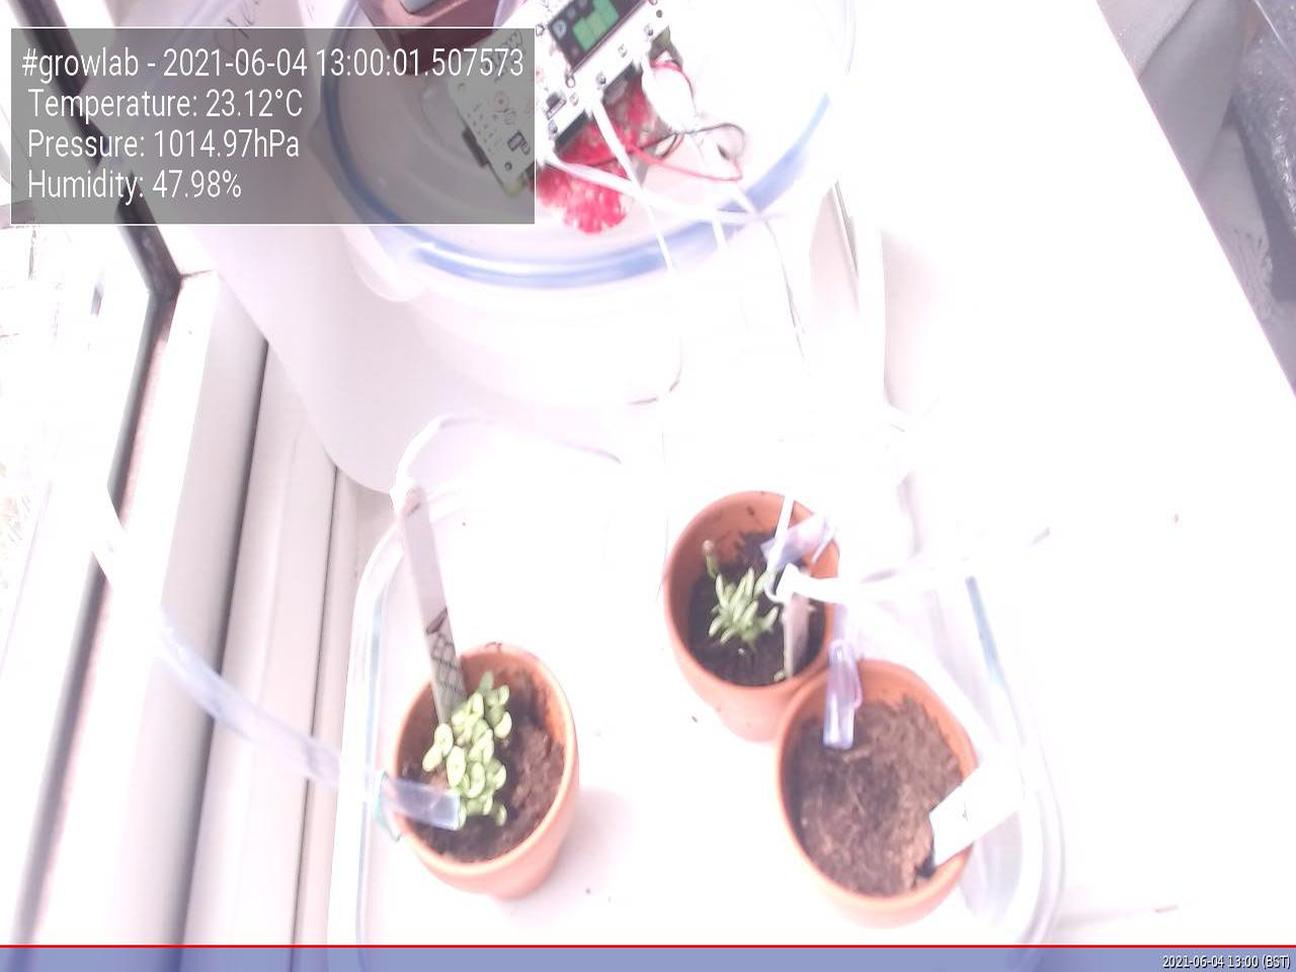 #growlab - 2021-06-04 13:00:01.507573
Temperature: 23.12°C
Pressure: 1014.97hPa
Humidity: 47.98%
2021-06-04 13:00 (BST)